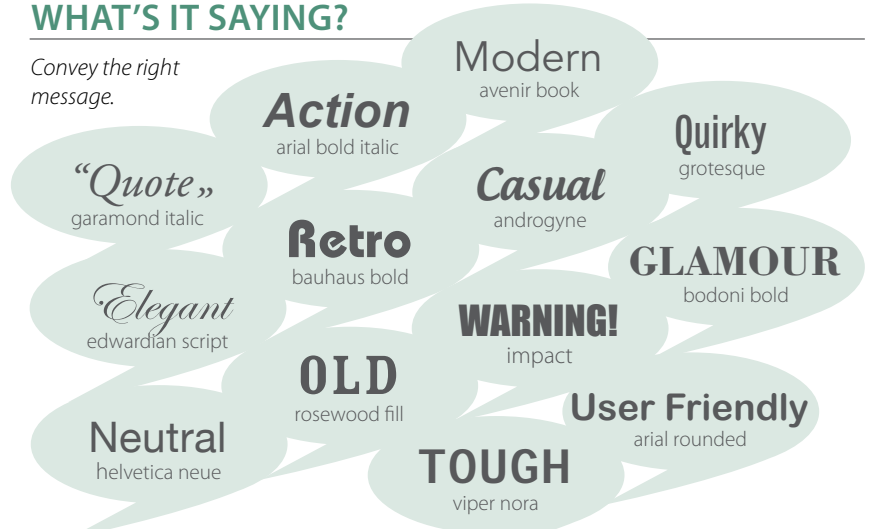 WHAT’S IT SAYING?
Convey the right
message.
Modern
avenir book
Action
arial bold italic
Quirky
grotesque
“Quote„
garamond italic
Casual
androgyne
Retro
bauhaus bold
GLAMOUR
bodoni bold
Elegant
edwardian script
WARNING!
impact
OLD
rosewood fill
User Friendly
arial rounded
Neutral
helvetica neue
TOUGH
viper nora